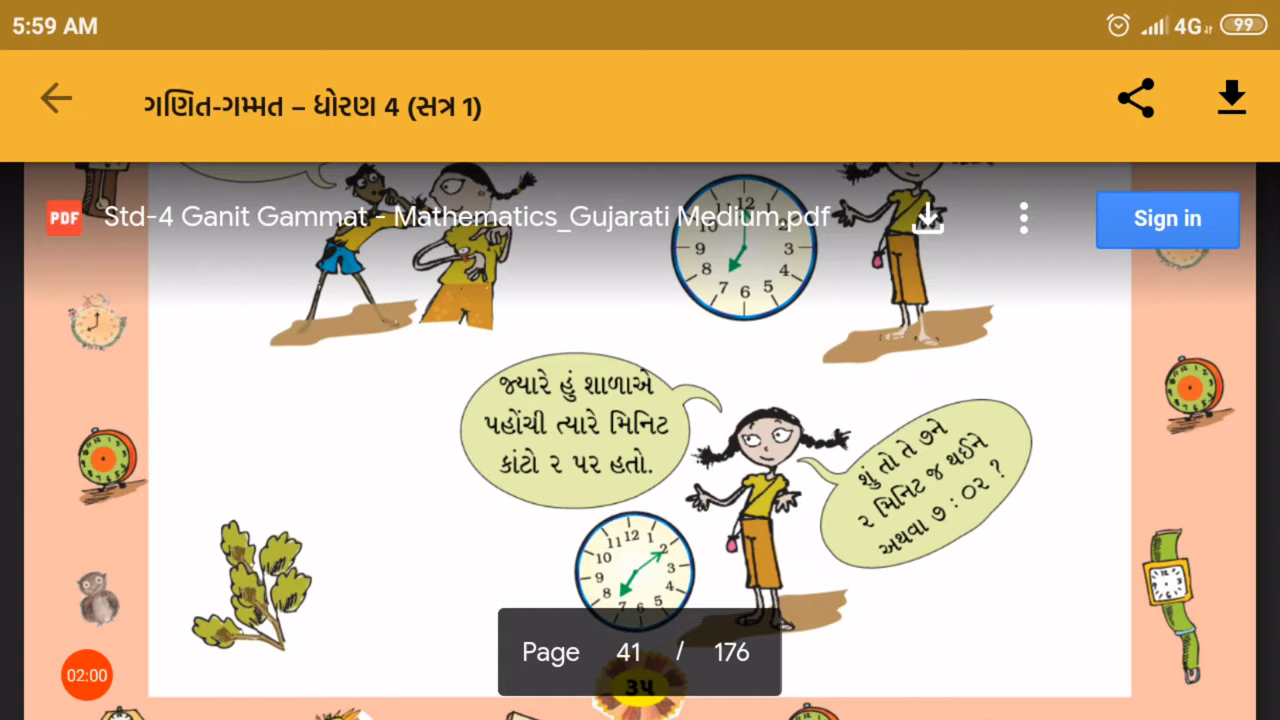 5:59 AM
4G
99
ગણિત-ગમ્મત – ધોરણ 4 (સત્ર 1)
PDF
Std-4 Ganit Gammat - Mathematics_Gujarati Medium.pdf
Sign in
12
10
2
9
3
8
4
7
6
5
જ્યારે હું શાળાએ
પહોંચી ત્યારે મિનિટ
કાંટો ૨ પર હતો.
શું તો તે ૭ને
૨ મિનિટ જ થઈને
અથવા ૭ : ૦૨ ?
11
12
1
10
2
9
3
8
4
7
6
5
Page 41 / 176
૩૫
02:00